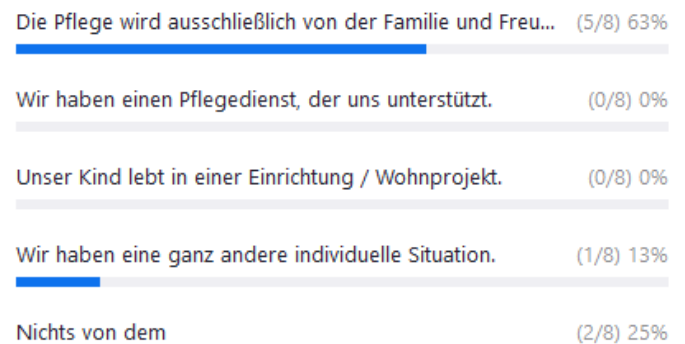 Die Pflege wird ausschließlich von der Familie und Freu... (5/8) 63%
Wir haben einen Pflegedienst, der uns unterstützt. (0/8) 0%
Unser Kind lebt in einer Einrichtung / Wohnprojekt. (0/8) 0%
Wir haben eine ganz andere individuelle Situation. (1/8) 13%
Nichts von dem (2/8) 25%